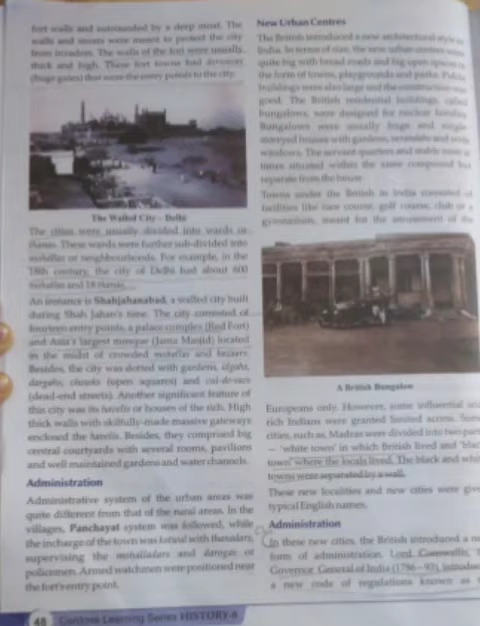 fort walls and surrounded by a deep moat. The
walls and moats were meant to protect the city
from invaders. The walls of the fort were usually
thick and high. These fort towns had darwazas
(huge gates) that were the entry points to the city.
The Walled City – Delhi
The cities were usually divided into wards or
thanas. These wards were further sub-divided into
mohallas or neighbourhoods. For example, in the
18th century, the city of Delhi had about 600
mohallas and 18 thanas.
An instance is Shahjahanabad, a walled city built
during Shah Jahan's time. The city consisted of
fourteen entry points, a palace complex (Red Fort)
and Asia's largest mosque (Jama Masjid) located
in the midst of crowded mohallas and bazaars.
Besides, the city was dotted with gardens,
dargahs, chowks (open squares) and cul-de-sacs
(dead-end streets). Another significant feature of
this city was its havelis or houses of the rich. High
thick walls with skilfully-made massive gateways
enclosed the havelis. Besides, they comprised big
central courtyards with several rooms, pavilions
and well maintained gardens and water channels.
Administration
Administrative system of the urban areas was
quite different from that of the rural areas. In the
villages, Panchayat system was followed, while
the incharge of the town was kotwal with thanadars,
supervising the mohalladars and darogas or
policemen. Armed watchmen were positioned near
the fort's entry point.
48 Cordova Learning Series HISTORY-8
New Urban Centres
The British introduced a new architectural style in
India. In terms of size, the new urban centres were
quite big with broad roads and big open spaces in
the form of towns, playgrounds and parks. Public
buildings were also large and the construction was
good. The British residential buildings, called
bungalows, were designed for nuclear families.
Bungalows were usually huge and single
storeyed houses with gardens, verandahs and
windows. The servant quarters and stable were at
times situated within the same compound but
separate from the house.
Towns under the British in India consisted of
facilities like race course, golf course, club or a
gymnasium, meant for the amusement of the
A British Bungalow
Europeans only. However, some influential and
rich Indians were granted limited access. Some
cities, such as, Madras were divided into two parts
– 'white town' in which British lived and 'black
town' where the locals lived. The black and white
towns were separated by a wall.
These new localities and new cities were given
typical English names.
Administration
In these new cities, the British introduced a new
form of administration. Lord Cornwallis,
Governor General of India (1786–93), introduced
a new code of regulations known as